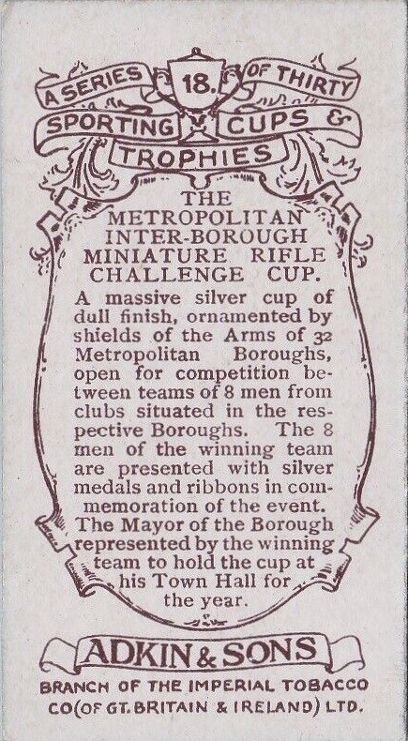 18.
A SERIES OF THIRTY
SPORTING CUPS &
TROPHIES
THE
METROPOLITAN
INTER-BOROUGH
MINIATURE RIFLE
CHALLENGE CUP.
A massive silver cup of
dull finish, ornamented by
shields of the Arms of 32
Metropolitan Boroughs,
open for competition be-
tween teams of 8 men from
clubs situated in the res-
pective Boroughs. The 8
men of the winning team
are presented with silver
medals and ribbons in com-
memoration of the event.
The Mayor of the Borough
represented by the winning
team to hold the cup at
his Town Hall for
the year.
ADKIN & SONS
BRANCH OF THE IMPERIAL TOBACCO
CO(OF GT. BRITAIN & IRELAND) LTD.